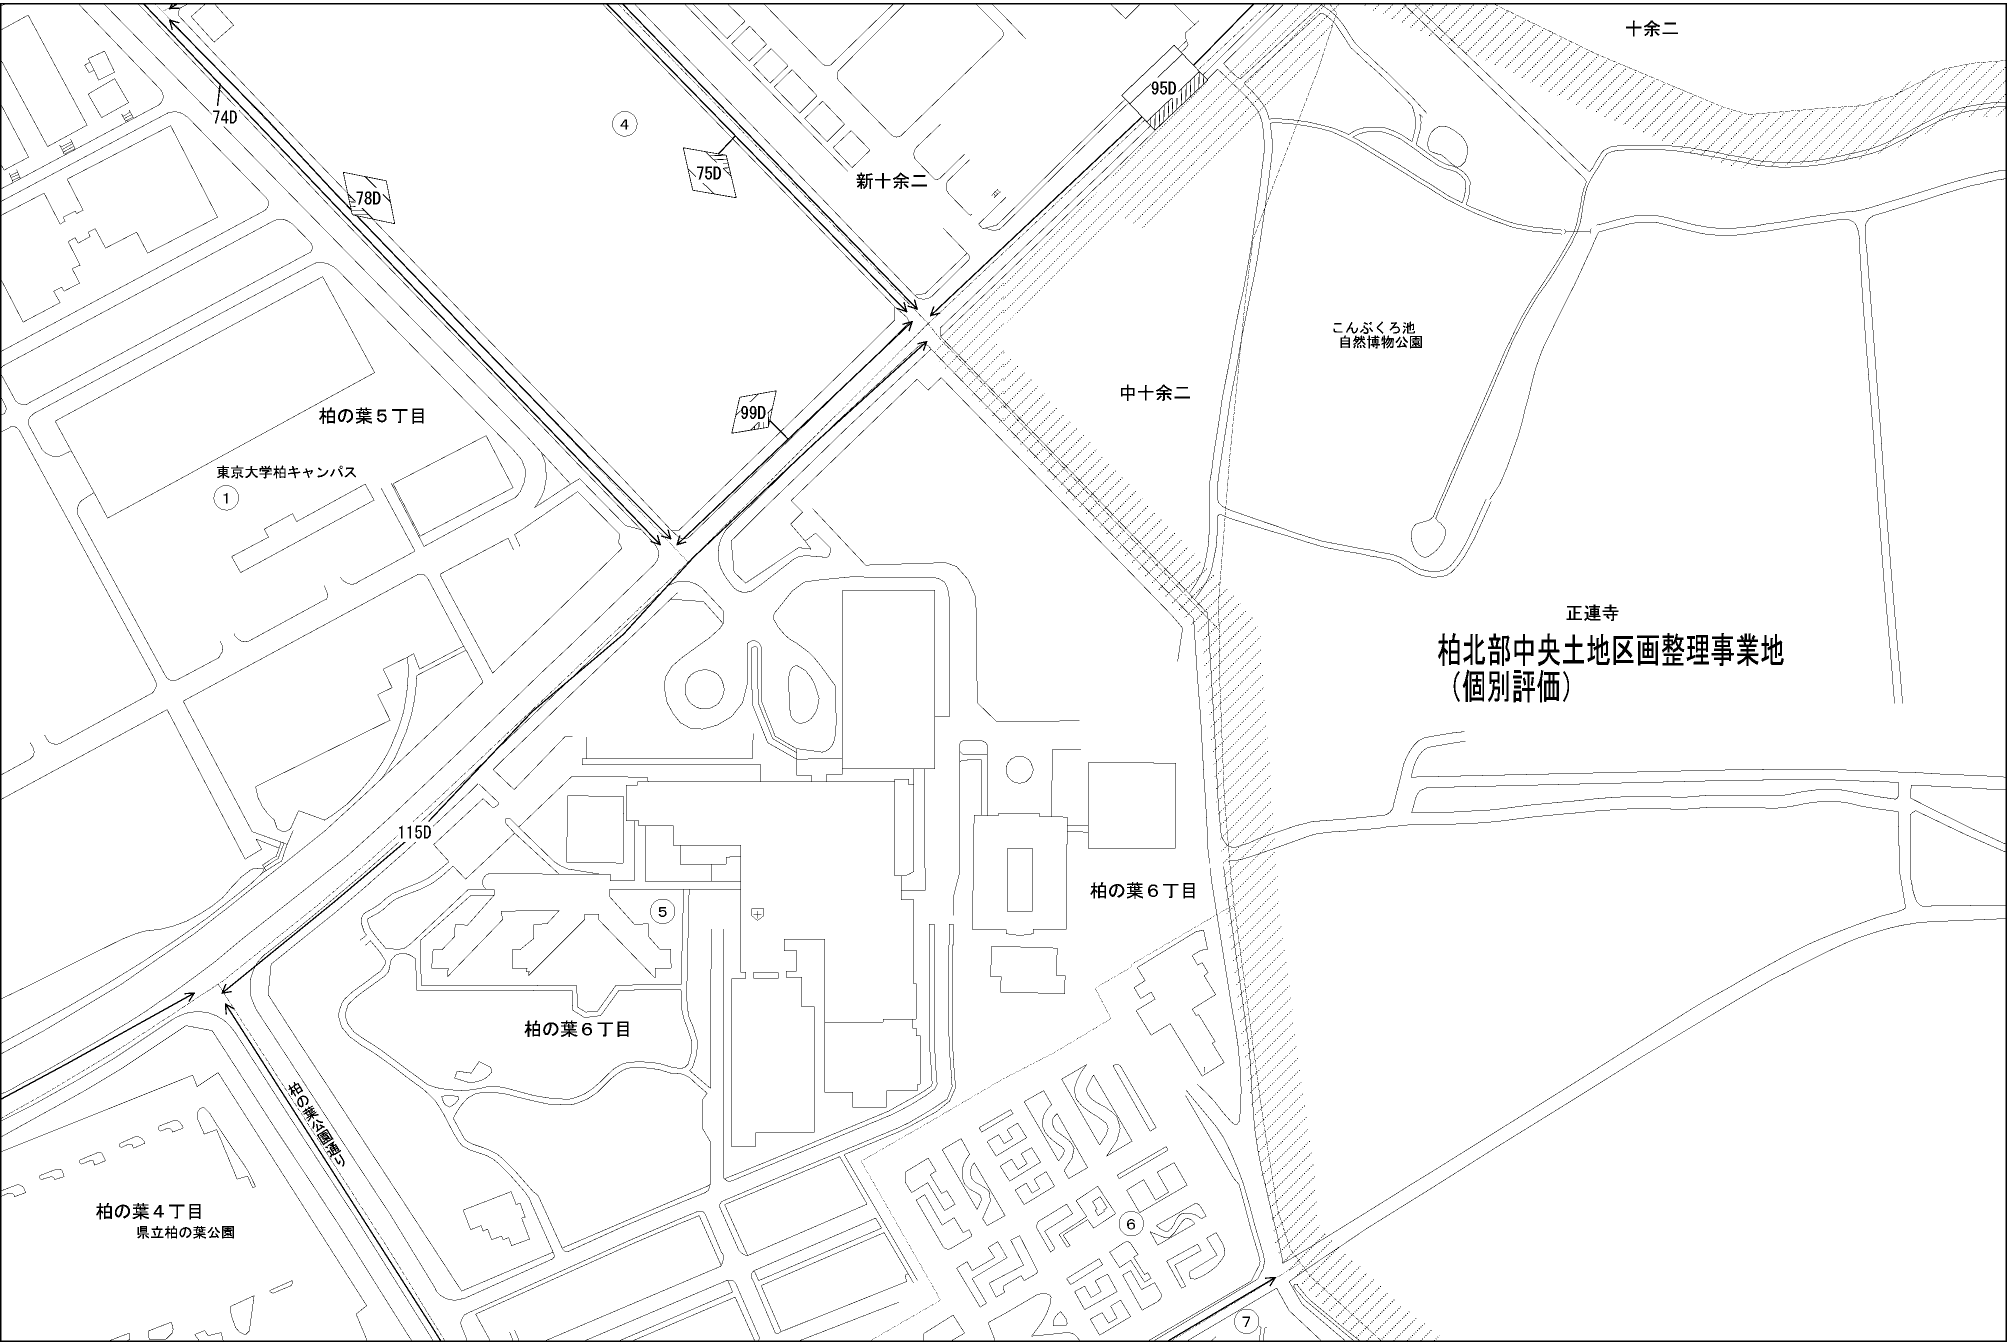 十余二
95D
74D
4
75D
新十余二
78D
こんぶくろ池
自然博物公園
中十余二
99D
柏の葉５丁目
東京大学柏キャンパス
1
正連寺
柏北部中央土地区画整理事業地
（個別評価）
115D
柏の葉６丁目
5
柏の葉６丁目
柏の葉公園通り
柏の葉４丁目
県立柏の葉公園
6
7